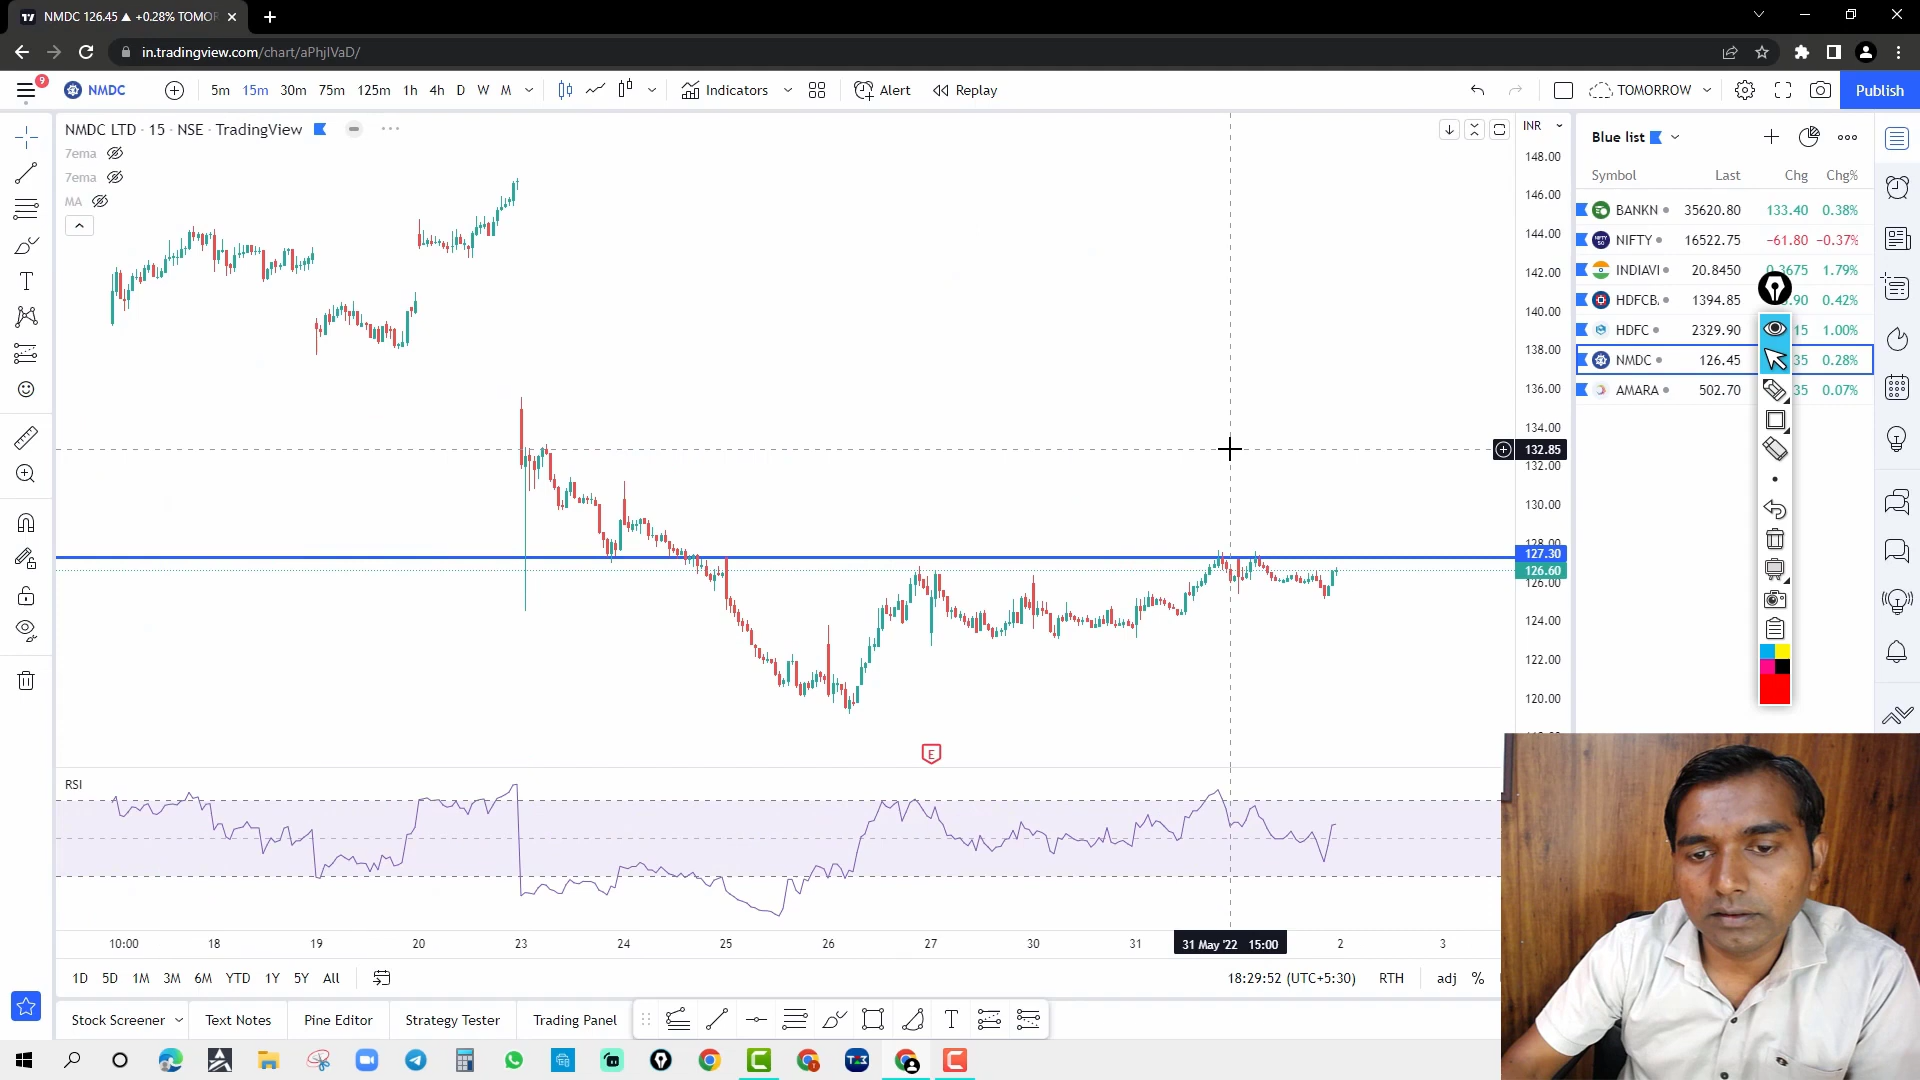 NMDC 126.45 ▲ +0.28% TOMOR
in.tradingview.com/chart/aPhjIVaD/
9
NMDC 5m 15m 30m 75m 125m 1h 4h D W M Indicators Alert Replay TOMORROW Publish
NMDC LTD · 15 · NSE · TradingView
7ema
7ema
MA
INR
148.00
146.00
144.00
142.00
140.00
138.00
136.00
134.00
132.85
132.00
130.00
127.30
126.60
126.00
124.00
122.00
120.00
E
RSI
10:00 18 19 20 23 24 25 26 27 30 31 31 May '22 15:00 2 3
1D 5D 1M 3M 6M YTD 1Y 5Y All 18:29:52 (UTC+5:30) RTH adj %
Stock Screener Text Notes Pine Editor Strategy Tester Trading Panel
Blue list
Symbol Last Chg Chg%
BANKN 35620.80 133.40 0.38%
NIFTY 16522.75 −61.80 −0.37%
INDIAVI 20.8450 0.3675 1.79%
HDFCB. 1394.85 .90 0.42%
HDFC 2329.90 15 1.00%
NMDC 126.45 35 0.28%
AMARA 502.70 35 0.07%